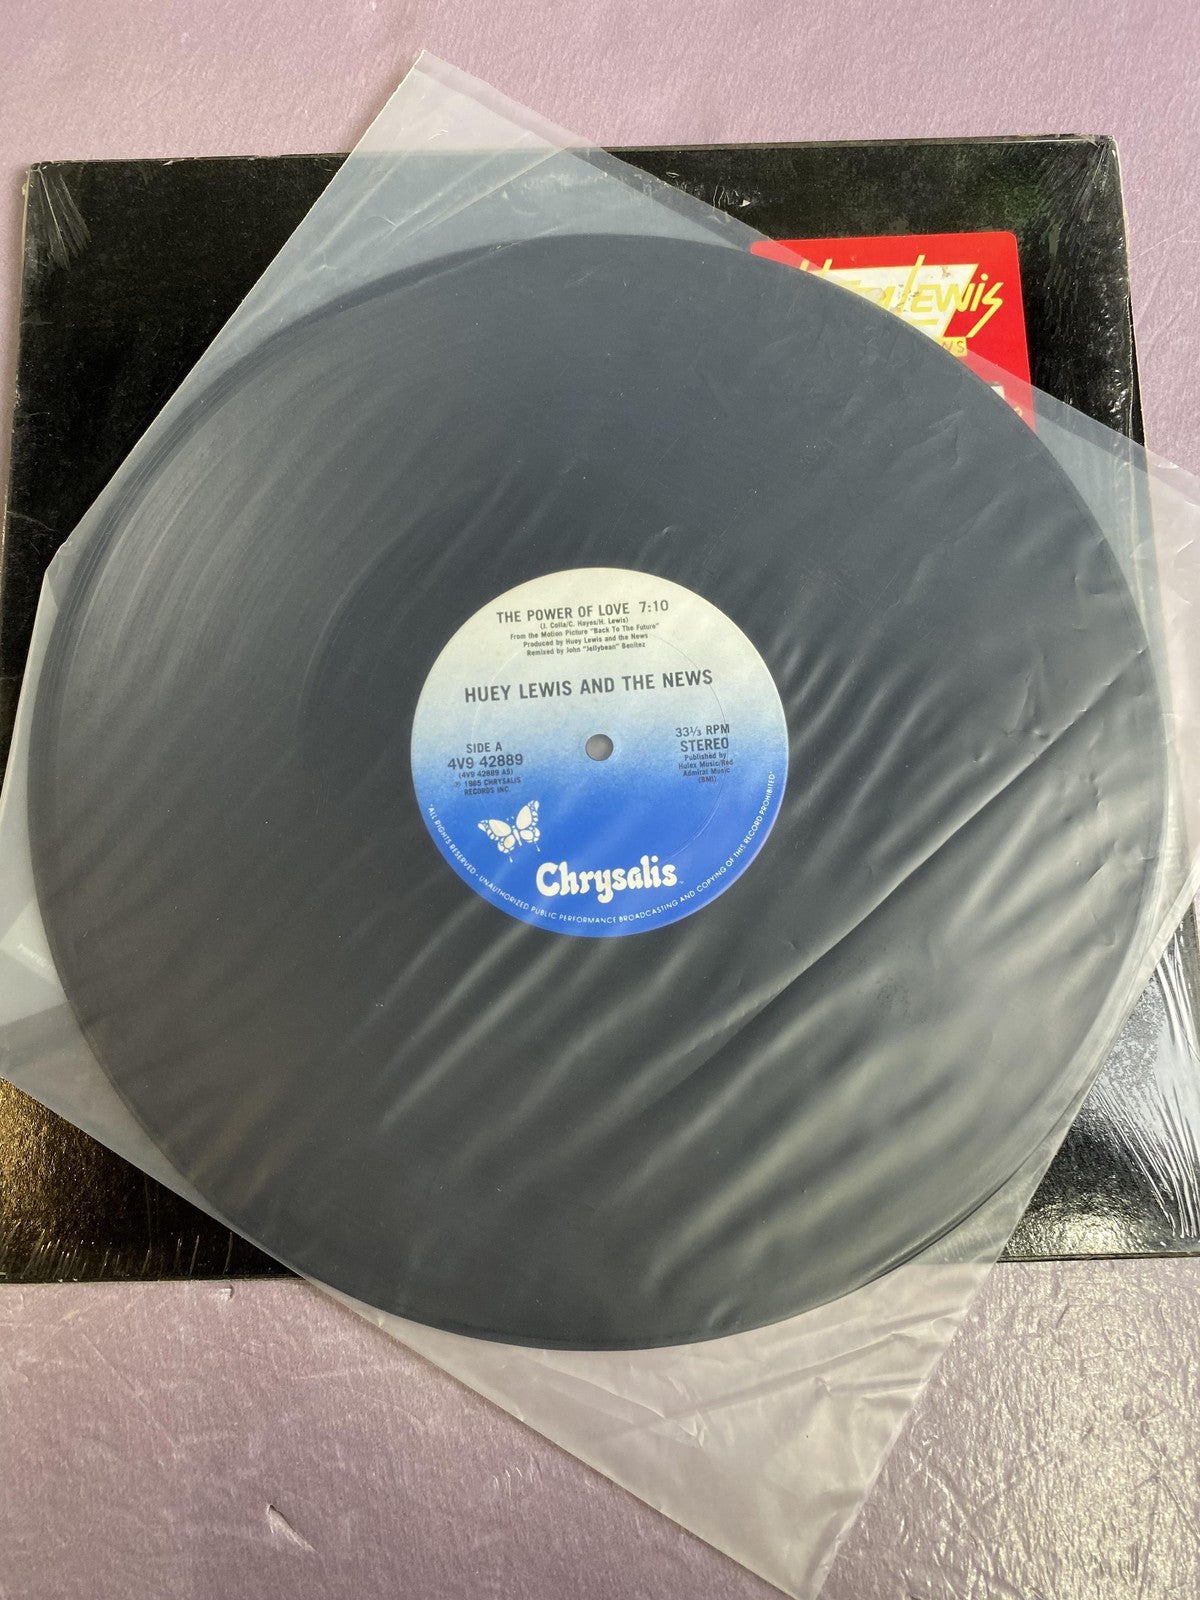 Lewis
THE POWER OF LOVE 7:10
(J. Colla/C. Hayes/H. Lewis)
From the Motion Picture "Back To The Future"
Produced by Huey Lewis and the News
Remixed by John "Jellybean" Benitez
HUEY LEWIS AND THE NEWS
SIDE A
4V9 42889
(4V9 42889 AS)
℗ 1985 CHRYSALIS
RECORDS INC.
33⅓ RPM
STEREO
Published by
Hulex Music/Red
Admiral Music
(BMI)
Chrysalis
·ALL RIGHTS RESERVED·UNAUTHORIZED PUBLIC PERFORMANCE BROADCASTING AND COPYING OF THIS RECORD PROHIBITED·